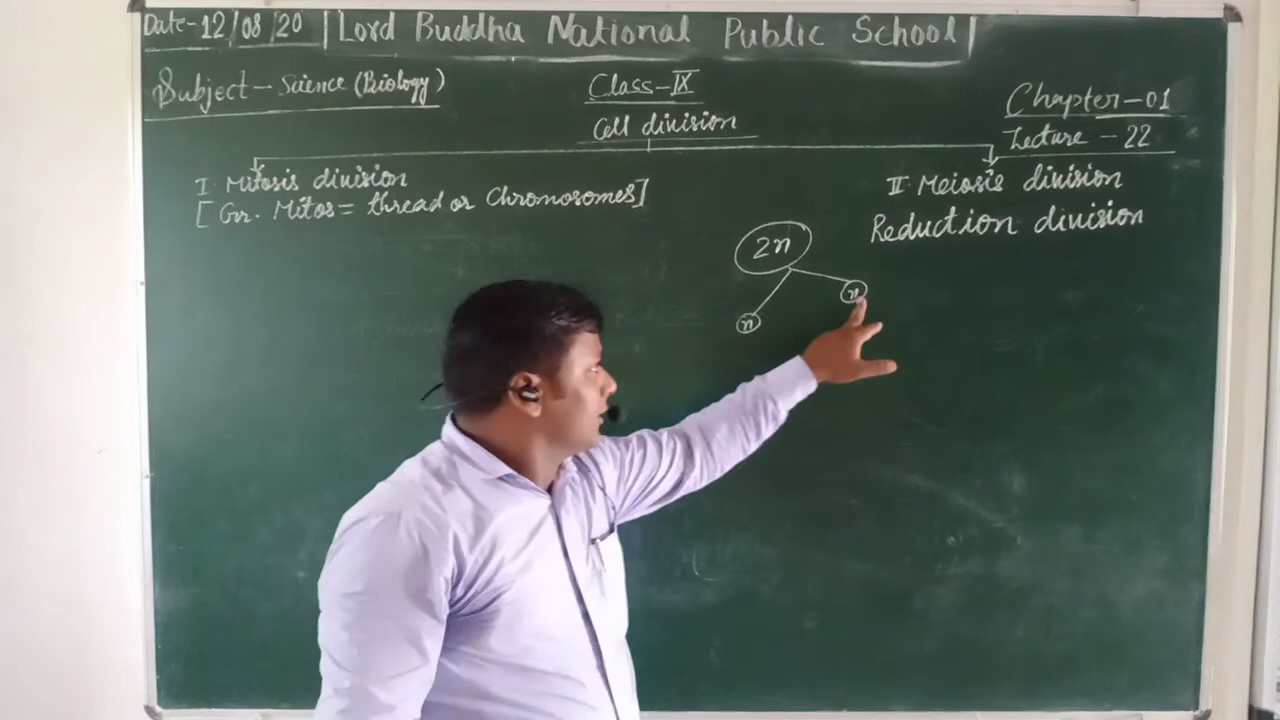 Date-12/08/20 | Lord Buddha National Public School |
Subject - Science (Biology)
Class-IX
Chapter-01
Cell division
Lecture - 22
I Mitosis division
[Gr. Mitos = thread or Chromosomes]
II Meiosis division
Reduction division
2n
n
n